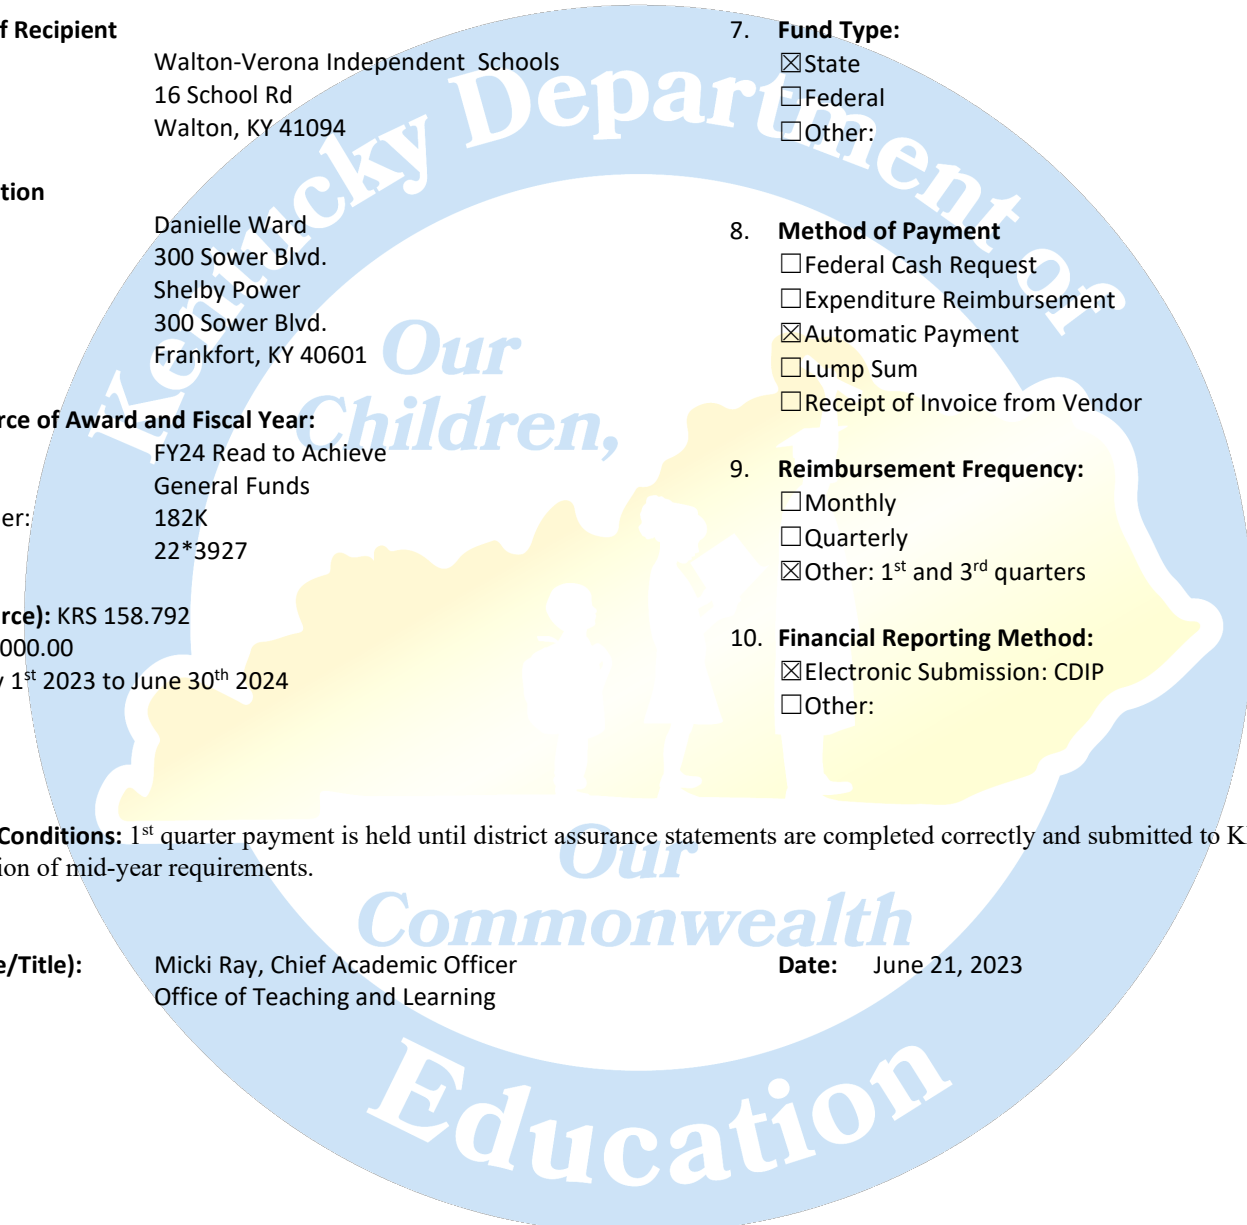 f Recipient
Walton-Verona Independent  Schools
16 School Rd
Walton, KY 41094
tion
Danielle Ward
300 Sower Blvd.
Shelby Power
300 Sower Blvd.
Frankfort, KY 40601
rce of Award and Fiscal Year:
FY24 Read to Achieve
General Funds
er: 182K
22*3927
rce): KRS 158.792
000.00
y 1st 2023 to June 30th 2024
7. Fund Type:
☒State
☐Federal
☐Other:
8. Method of Payment
☐Federal Cash Request
☐Expenditure Reimbursement
☒Automatic Payment
☐Lump Sum
☐Receipt of Invoice from Vendor
9. Reimbursement Frequency:
☐Monthly
☐Quarterly
☒Other: 1st and 3rd quarters
10. Financial Reporting Method:
☒Electronic Submission: CDIP
☐Other:
Conditions: 1st quarter payment is held until district assurance statements are completed correctly and submitted to K
ion of mid-year requirements.
e/Title): Micki Ray, Chief Academic Officer
Office of Teaching and Learning
Date: June 21, 2023
Kentucky Department of
Education
Our
Children,
Our
Commonwealth